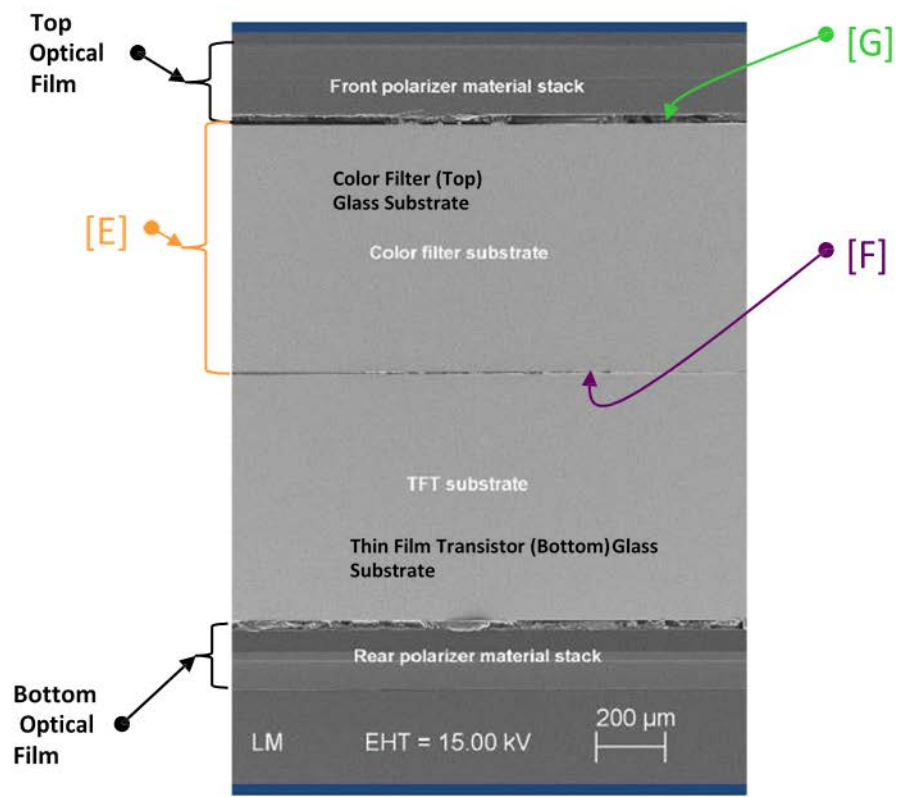 Top
Optical
Film
[G]
Front polarizer material stack
Color Filter (Top)
Glass Substrate
[E]
Color filter substrate
[F]
TFT substrate
Thin Film Transistor (Bottom)Glass
Substrate
Rear polarizer material stack
Bottom
Optical
Film
LM
EHT = 15.00 kV
200 µm